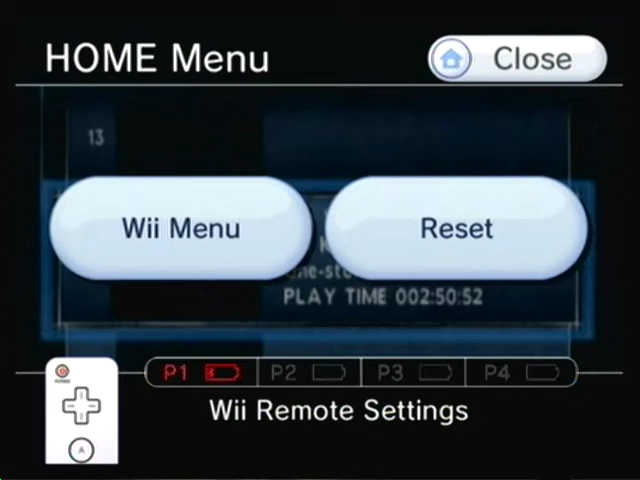 HOME Menu
Close
13
Wii Menu
Reset
PLAY TIME 002:50:52
P1
P2
P3
P4
Wii Remote Settings
POWER
A